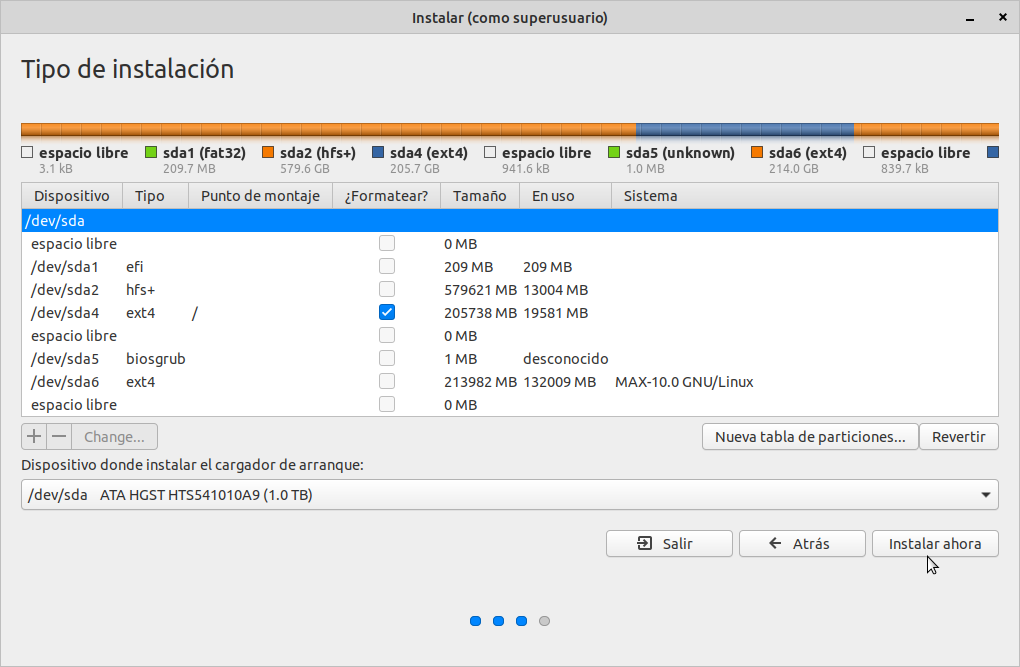 Instalar (como superusuario)
Tipo de instalación
espacio libre sda1 (fat32) sda2 (hfs+) sda4 (ext4) espacio libre sda5 (unknown) sda6 (ext4) espacio libre
3.1 kB 209.7 MB 579.6 GB 205.7 GB 941.6 kB 1.0 MB 214.0 GB 839.7 kB
Dispositivo Tipo Punto de montaje ¿Formatear? Tamaño En uso Sistema
/dev/sda
espacio libre 0 MB
/dev/sda1 efi 209 MB 209 MB
/dev/sda2 hfs+ 579621 MB 13004 MB
/dev/sda4 ext4 / 205738 MB 19581 MB
espacio libre 0 MB
/dev/sda5 biosgrub 1 MB desconocido
/dev/sda6 ext4 213982 MB 132009 MB MAX-10.0 GNU/Linux
espacio libre 0 MB
+ − Change... Nueva tabla de particiones... Revertir
Dispositivo donde instalar el cargador de arranque:
/dev/sda ATA HGST HTS541010A9 (1.0 TB)
Salir Atrás Instalar ahora